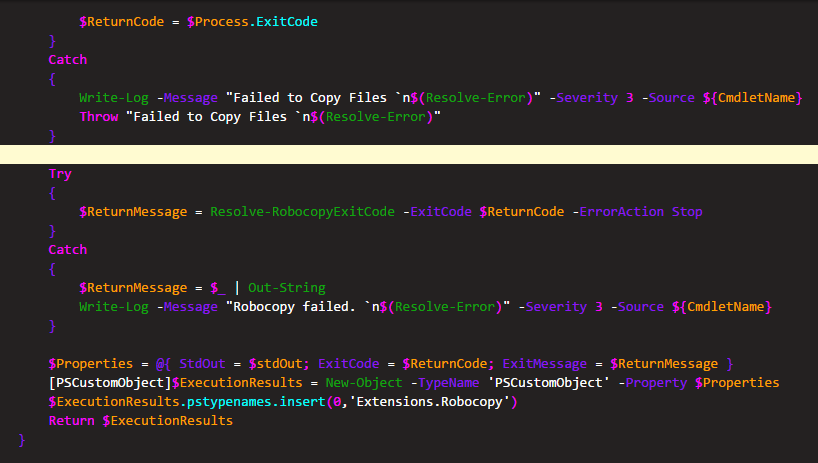 $ReturnCode = $Process.ExitCode
}
Catch
{
Write-Log -Message "Failed to Copy Files `n$(Resolve-Error)" -Severity 3 -Source ${CmdletName}
Throw "Failed to Copy Files `n$(Resolve-Error)"
}
Try
{
$ReturnMessage = Resolve-RobocopyExitCode -ExitCode $ReturnCode -ErrorAction Stop
}
Catch
{
$ReturnMessage = $_ | Out-String
Write-Log -Message "Robocopy failed. `n$(Resolve-Error)" -Severity 3 -Source ${CmdletName}
}
$Properties = @{ StdOut = $stdOut; ExitCode = $ReturnCode; ExitMessage = $ReturnMessage }
[PSCustomObject]$ExecutionResults = New-Object -TypeName 'PSCustomObject' -Property $Properties
$ExecutionResults.pstypenames.insert(0,'Extensions.Robocopy')
Return $ExecutionResults
}